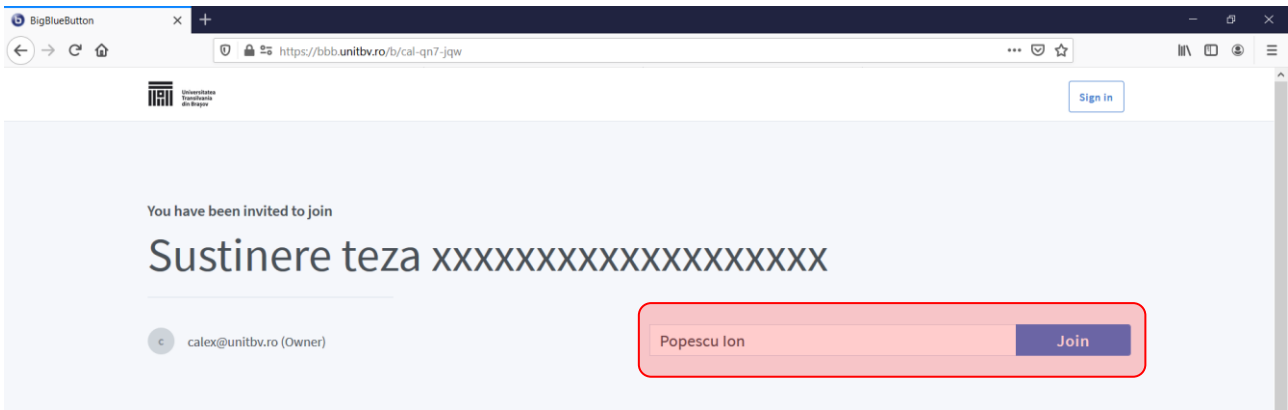 BigBlueButton
https://bbb.unitbv.ro/b/cal-qn7-jqw
Universitatea
Transilvania
din Brașov
Sign in
You have been invited to join
Sustinere teza xxxxxxxxxxxxxxxxxxx
c calex@unitbv.ro (Owner)
Popescu Ion
Join